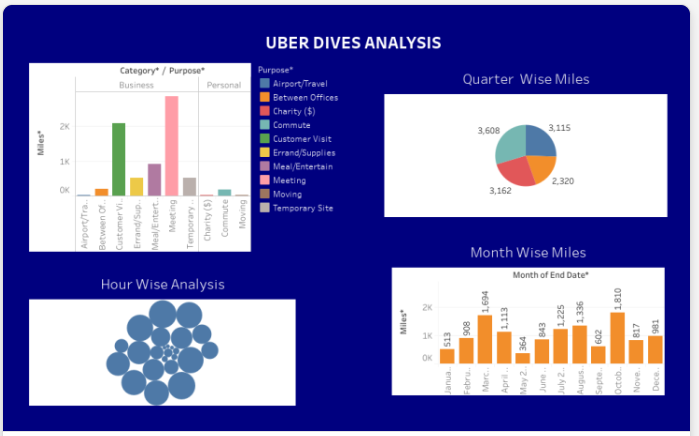 UBER DIVES ANALYSIS
Category* / Purpose*
Business
Personal
Miles*
2K
1K
0K
Airport/Tra..
Between Of..
Customer Vi..
Errand/Sup..
Meal/Entert..
Meeting
Temporary ..
Charity ($)
Commute
Moving
Purpose*
Airport/Travel
Between Offices
Charity ($)
Commute
Customer Visit
Errand/Supplies
Meal/Entertain
Meeting
Moving
Temporary Site
Quarter Wise Miles
3,608
3,115
3,162
2,320
Hour Wise Analysis
Month Wise Miles
Month of End Date*
Miles*
2K
1K
0K
513
908
1,694
1,113
364
843
1,225
1,336
602
1,810
817
981
Janua..
Febru..
Marc..
April ..
May 2..
June ..
July 2..
Augus..
Septe..
Octob..
Nove..
Dece..